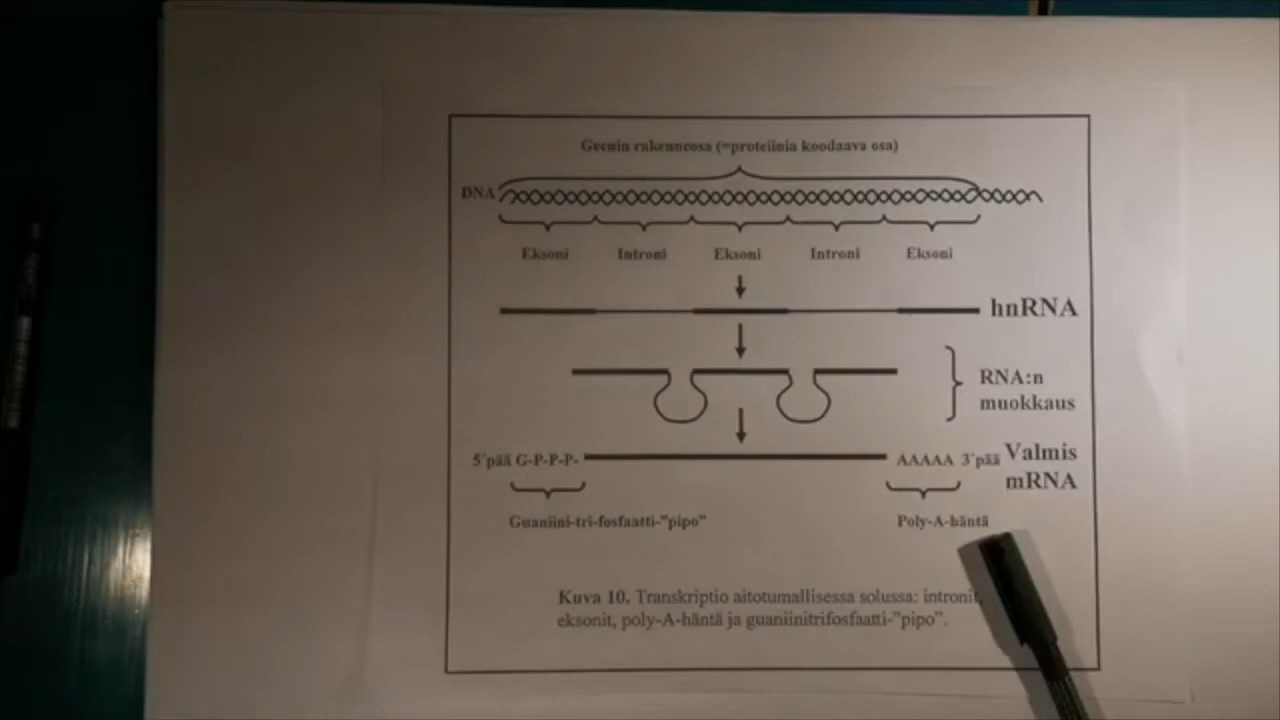 Geenin rakenneosa (=proteiinia koodaava osa)
DNA
Eksoni Introni Eksoni Introni Eksoni
hnRNA
RNA:n
muokkaus
5´pää G-P-P-P- AAAAA 3´pää Valmis
mRNA
Guaniini-tri-fosfaatti-"pipo" Poly-A-häntä
Kuva 10. Transkriptio aitotumallisessa solussa: intronit,
eksonit, poly-A-häntä ja guaniinitrifosfaatti-"pipo".